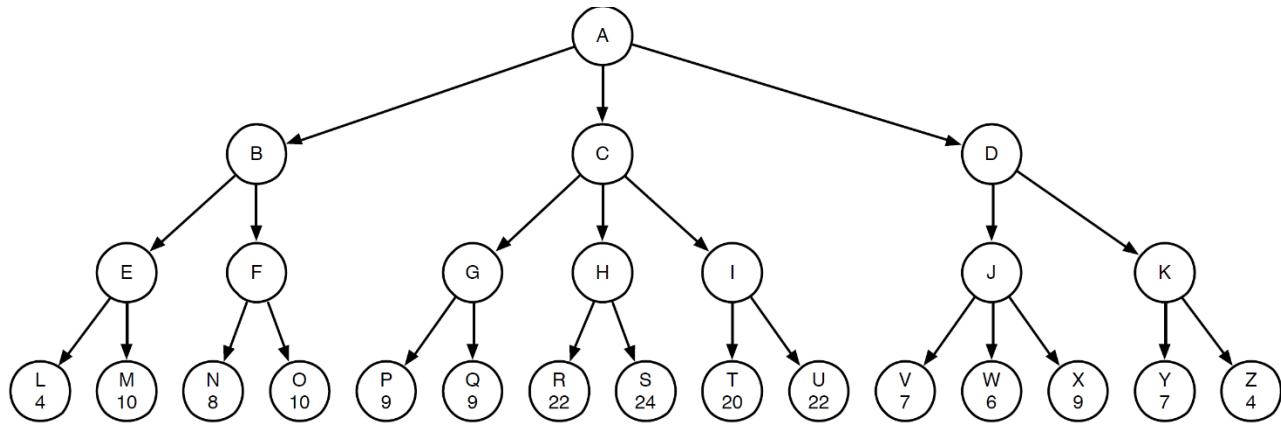 A
B C D
E F G H I J K
L M N O P Q R S T U V W X Y Z
4 10 8 10 9 9 22 24 20 22 7 6 9 7 4